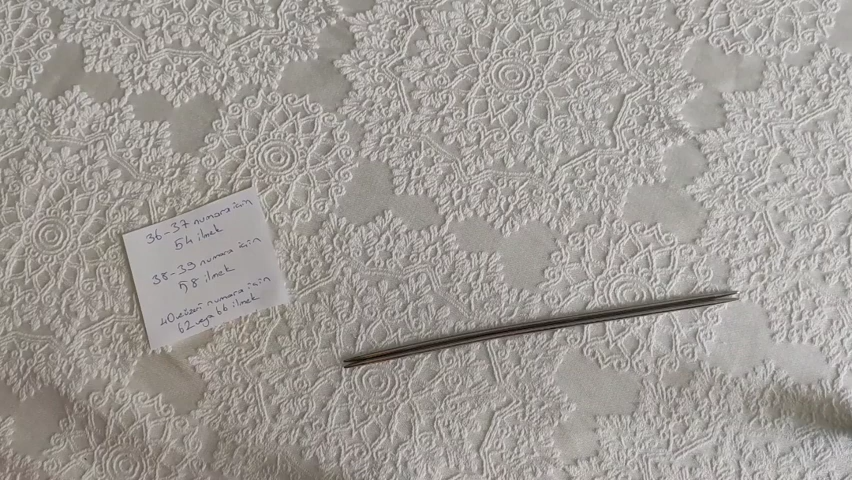 36-37 numara için
54 ilmek
38-39 numara için
58 ilmek
40 üzeri numara için
62 veya 66 ilmek